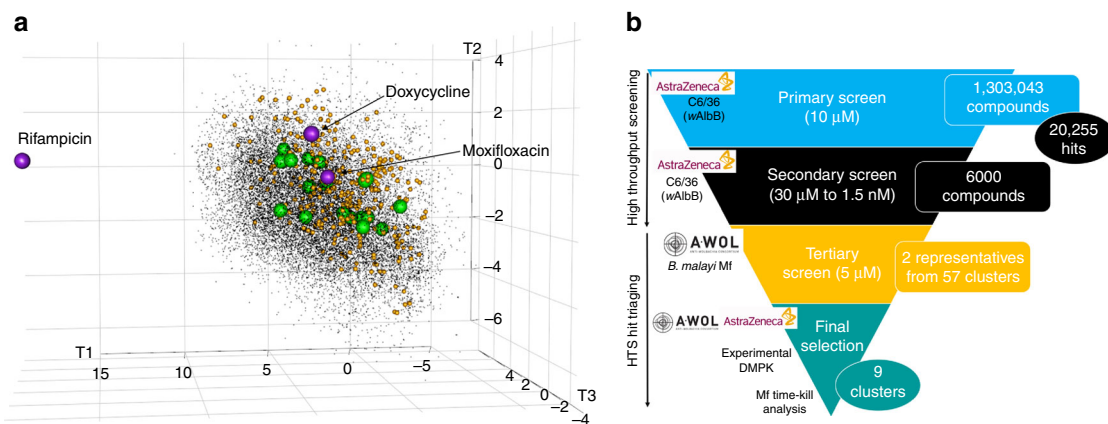 a
T2
4
2
0
−2
−4
−6
Doxycycline
Rifampicin
Moxifloxacin
T1
15
10
5
0
−5
4
2
0
−2
−4
T3
b
High throughput screening
HTS hit triaging
AstraZeneca
C6/36
(wAlbB)
Primary screen
(10 μM)
1,303,043
compounds
20,255
hits
AstraZeneca
C6/36
(wAlbB)
Secondary screen
(30 μM to 1.5 nM)
6000
compounds
A·WOL
B. malayi Mf
Tertiary
screen (5 μM)
2 representatives
from 57 clusters
A·WOL
AstraZeneca
Final
selection
Experimental
DMPK
Mf time-kill
analysis
9
clusters